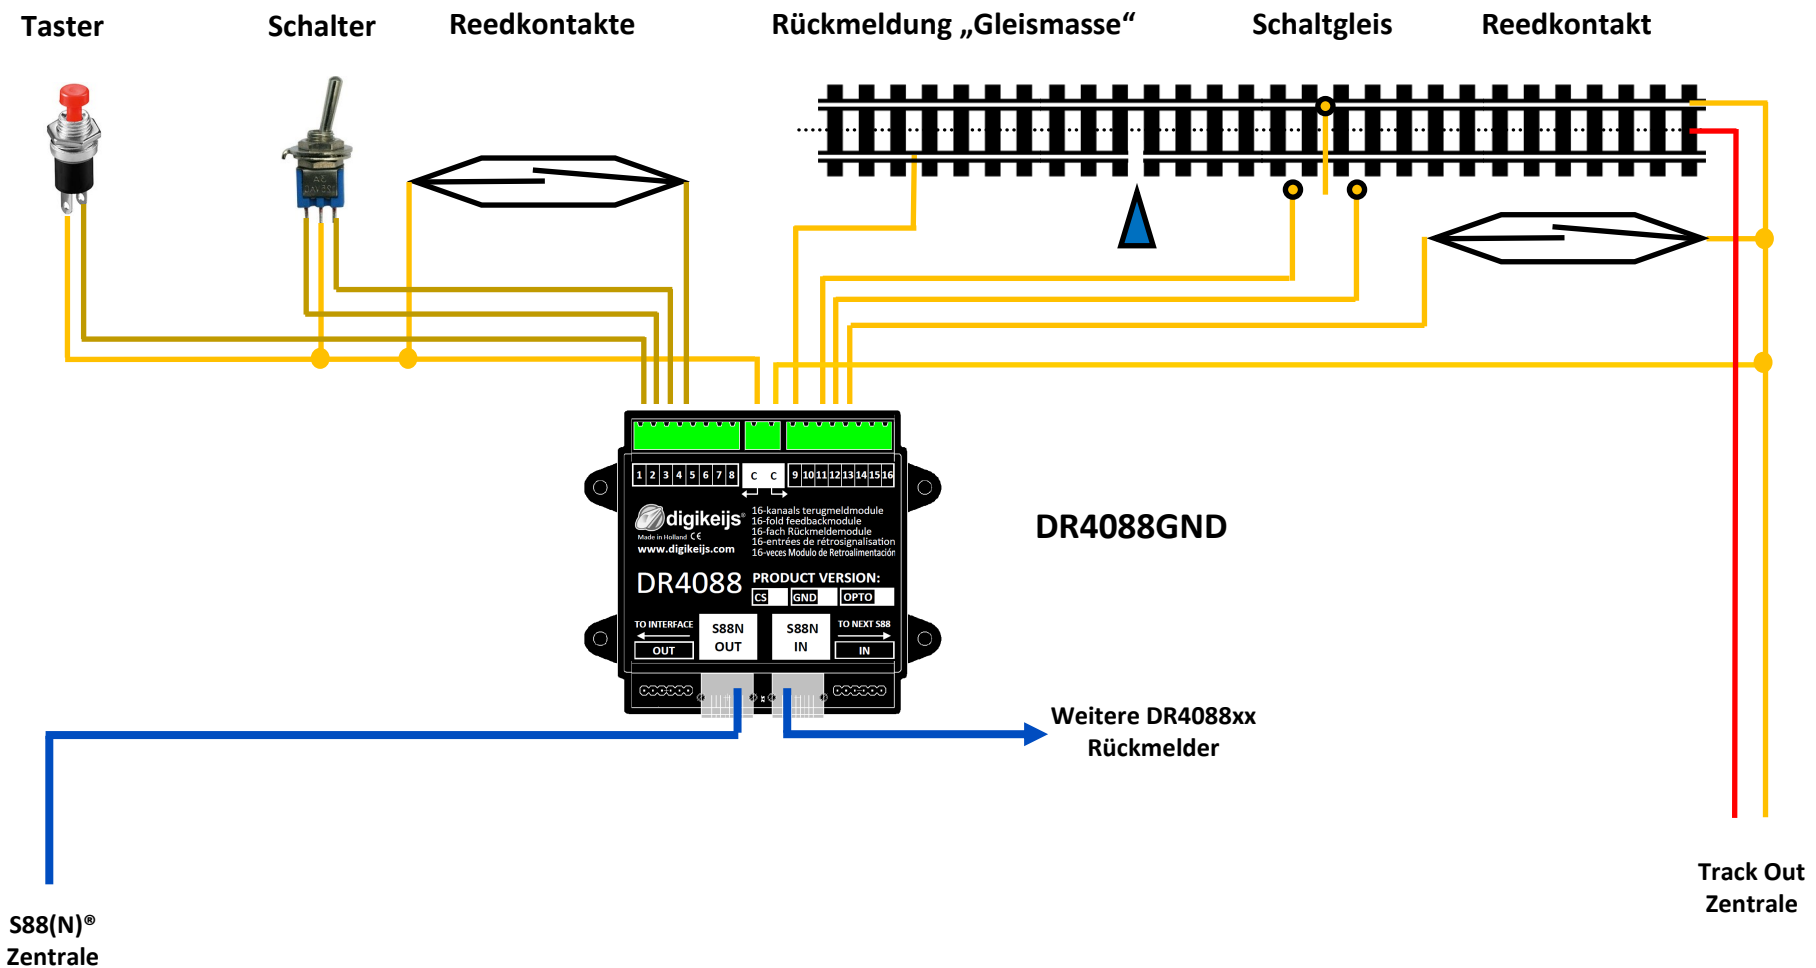 Taster
Schalter
Reedkontakte
Rückmeldung „Gleismasse“
Schaltgleis
Reedkontakt
1 2 3 4 5 6 7 8
C C
9 10 11 12 13 14 15 16
digikeijs®
Made in Holland CE
www.digikeijs.com
16-kanaals terugmeldmodule
16-fold feedbackmodule
16-fach Rückmeldemodule
16-entrées de rétrosignalisation
16-veces Modulo de Retroalimentación
DR4088
PRODUCT VERSION:
CS GND OPTO
TO INTERFACE
OUT
S88N
OUT
S88N
IN
TO NEXT S88
IN
DR4088GND
Weitere DR4088xx
Rückmelder
Track Out
Zentrale
S88(N)®
Zentrale